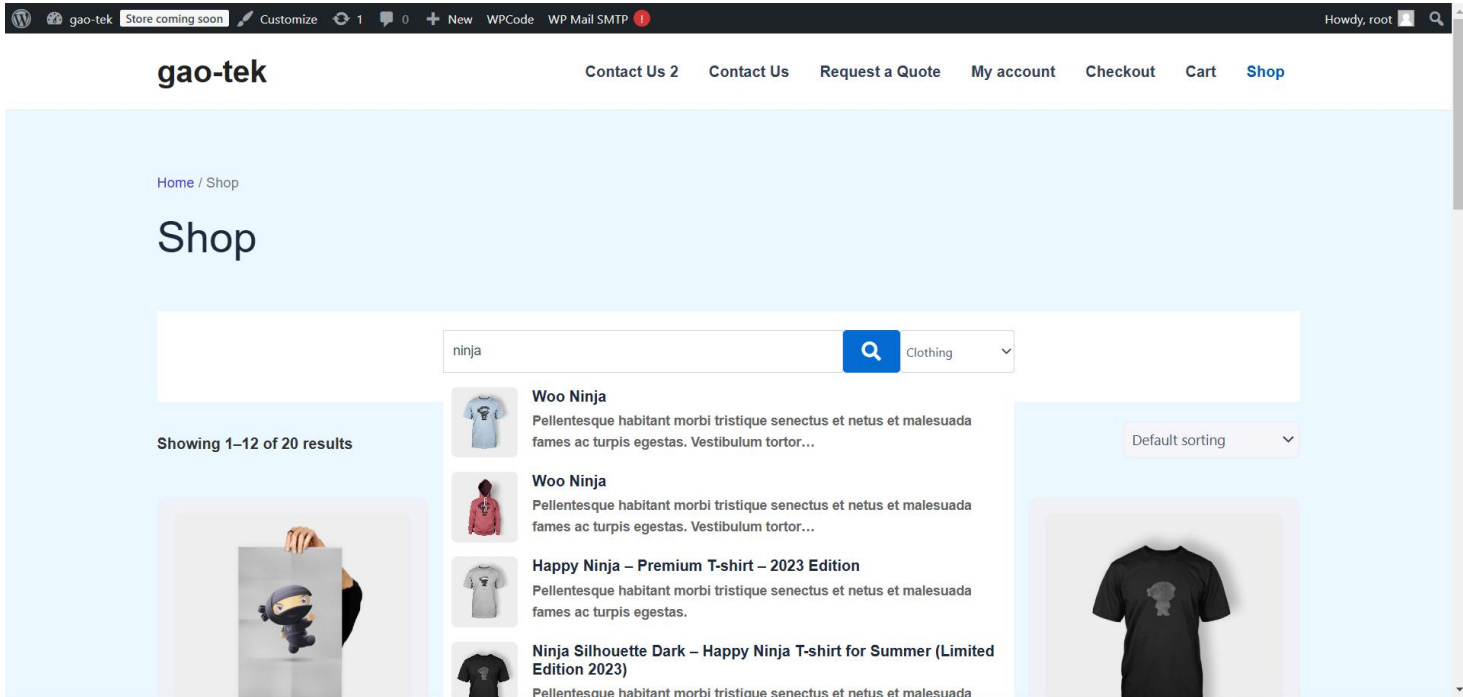 gao-tek Store coming soon Customize 1 0 New WPCode WP Mail SMTP ! Howdy, root
gao-tek
Contact Us 2 Contact Us Request a Quote My account Checkout Cart Shop
Home / Shop
Shop
ninja
Clothing
Woo Ninja
Pellentesque habitant morbi tristique senectus et netus et malesuada
fames ac turpis egestas. Vestibulum tortor…
Showing 1–12 of 20 results
Default sorting
Woo Ninja
Pellentesque habitant morbi tristique senectus et netus et malesuada
fames ac turpis egestas. Vestibulum tortor…
Happy Ninja – Premium T-shirt – 2023 Edition
Pellentesque habitant morbi tristique senectus et netus et malesuada
fames ac turpis egestas.
Ninja Silhouette Dark – Happy Ninja T-shirt for Summer (Limited
Edition 2023)
Pellentesque habitant morbi tristique senectus et netus et malesuada